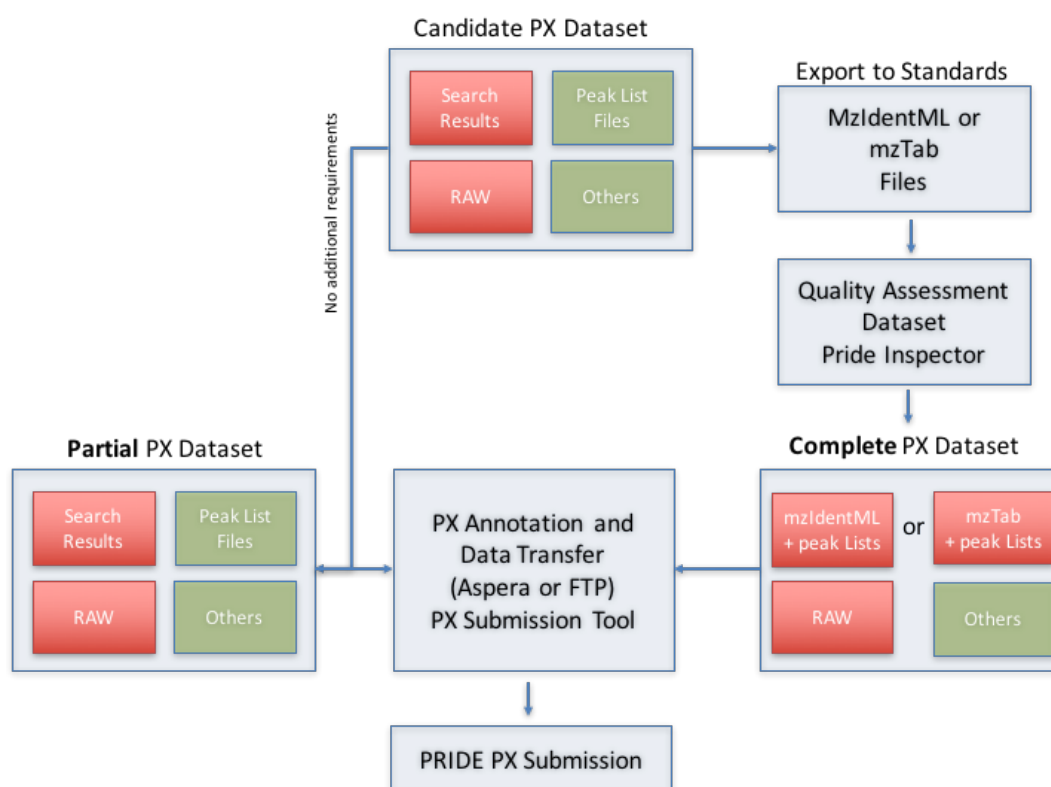 Candidate PX Dataset
Search
Results
Peak List
Files
RAW
Others
No additional requirements
Export to Standards
MzIdentML or
mzTab
Files
Quality Assessment
Dataset
Pride Inspector
Partial PX Dataset
Search
Results
Peak List
Files
RAW
Others
PX Annotation and
Data Transfer
(Aspera or FTP)
PX Submission Tool
Complete PX Dataset
mzIdentML
+ peak Lists
or
mzTab
+ peak Lists
RAW
Others
PRIDE PX Submission